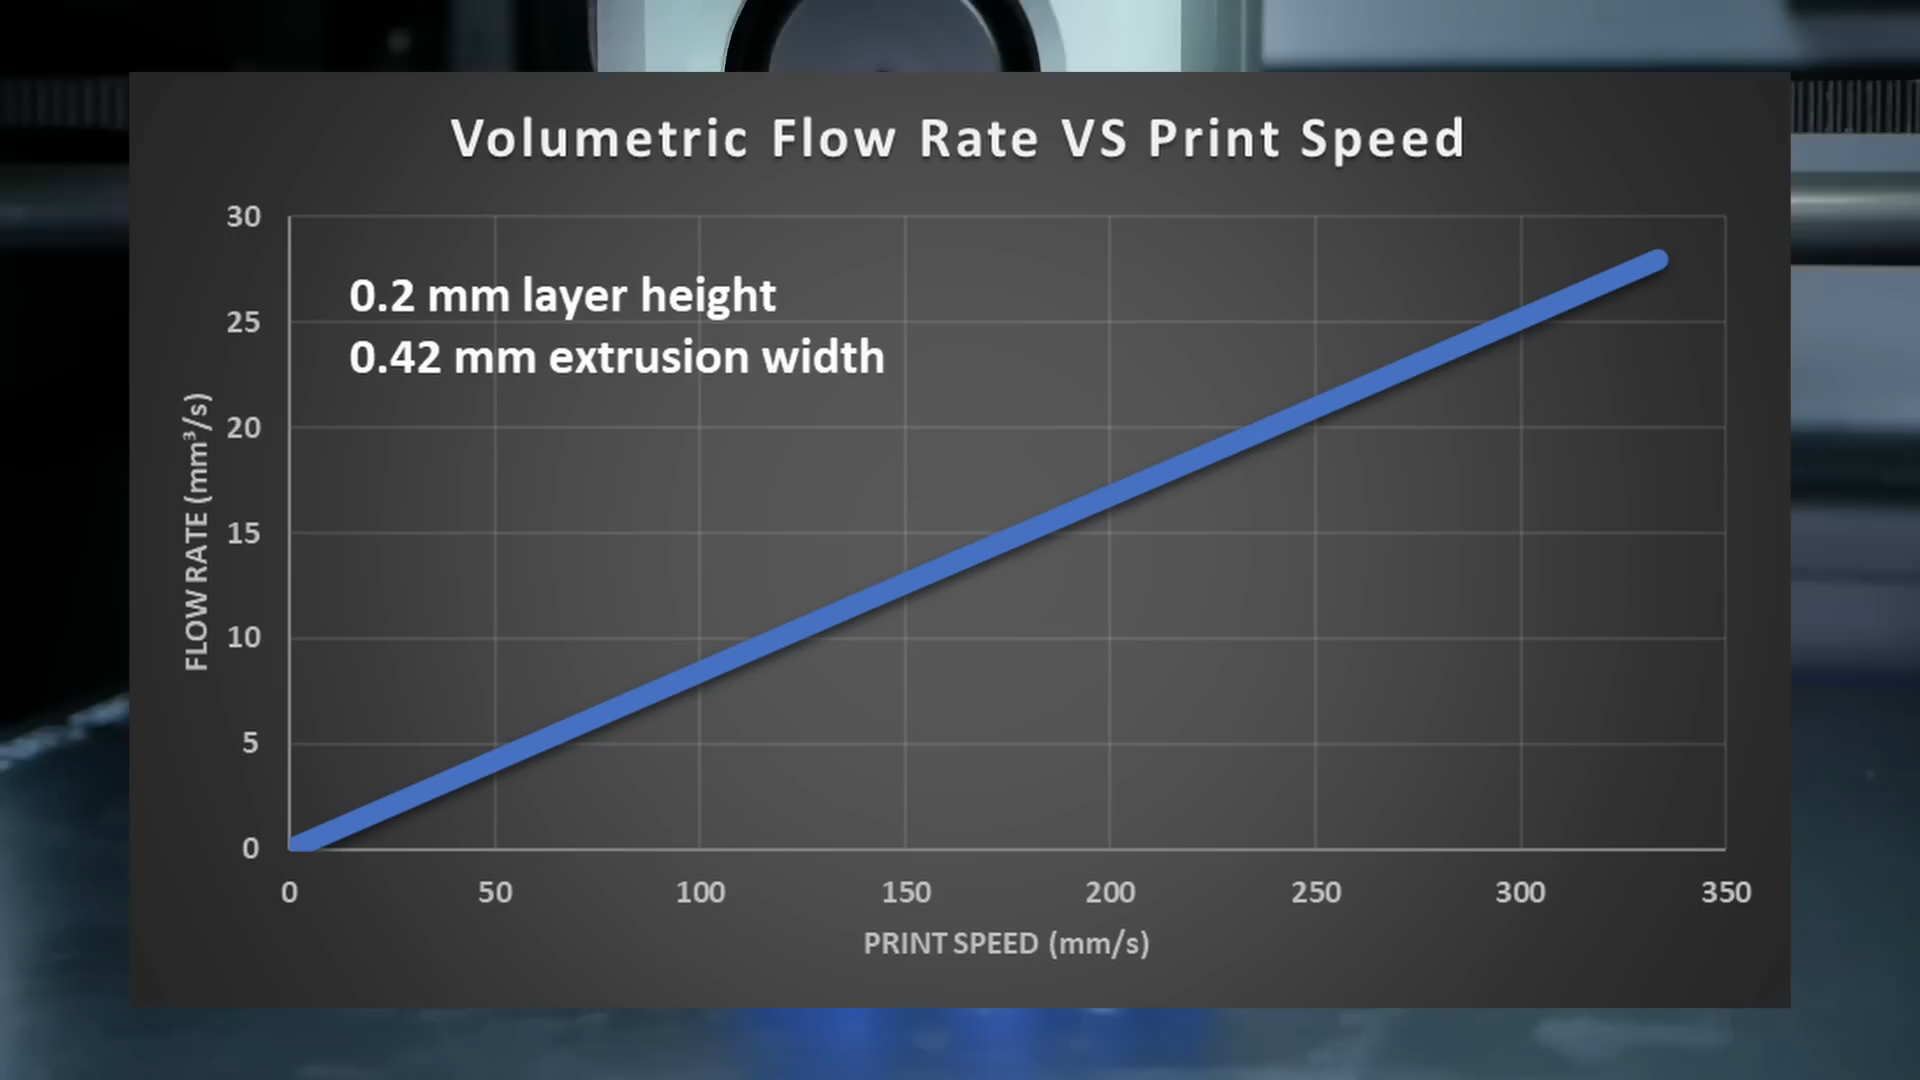 Volumetric Flow Rate VS Print Speed
0.2 mm layer height
0.42 mm extrusion width
FLOW RATE (mm³/s)
30
25
20
15
10
5
0
0 50 100 150 200 250 300 350
PRINT SPEED (mm/s)